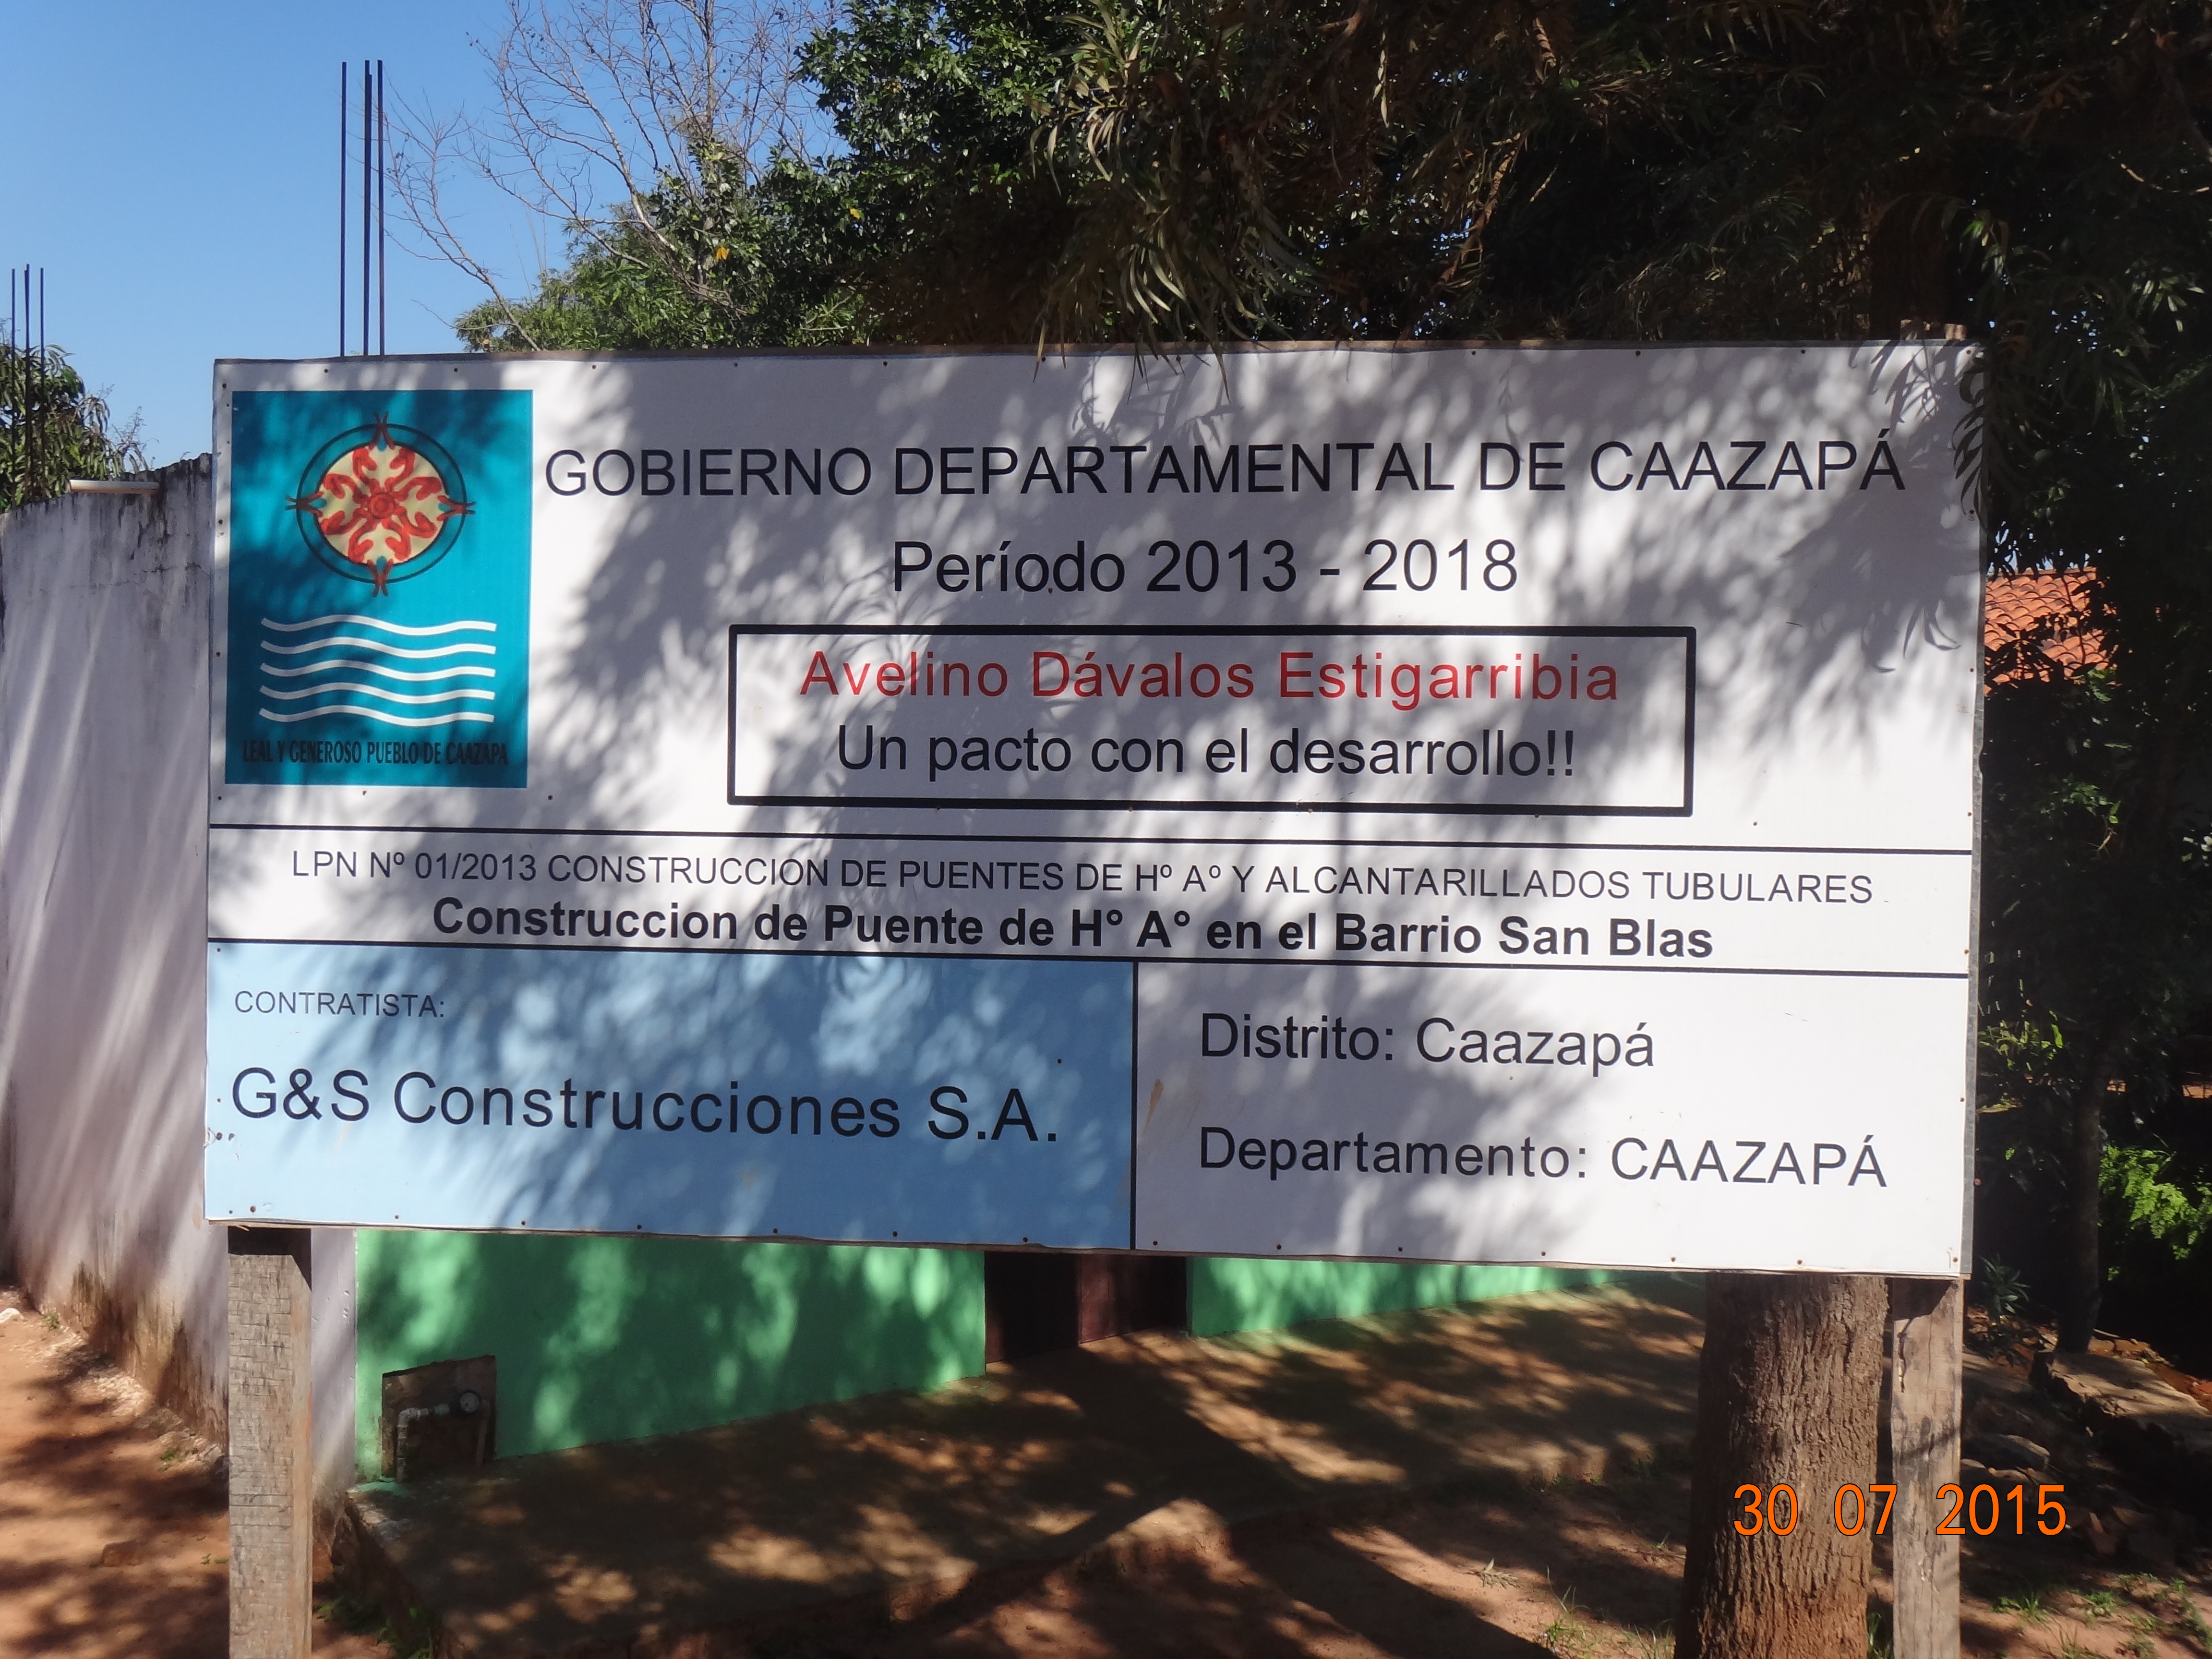 GOBIERNO DEPARTAMENTAL DE CAAZAPÁ
Período 2013 - 2018
Avelino Dávalos Estigarribia
Un pacto con el desarrollo!!
LEAL Y GENEROSO PUEBLO DE CAAZAPA
LPN Nº 01/2013 CONSTRUCCION DE PUENTES DE Hº Aº Y ALCANTARILLADOS TUBULARES
Construccion de Puente de H° A° en el Barrio San Blas
CONTRATISTA:
G&S Construcciones S.A.
Distrito: Caazapá
Departamento: CAAZAPÁ
30 07 2015